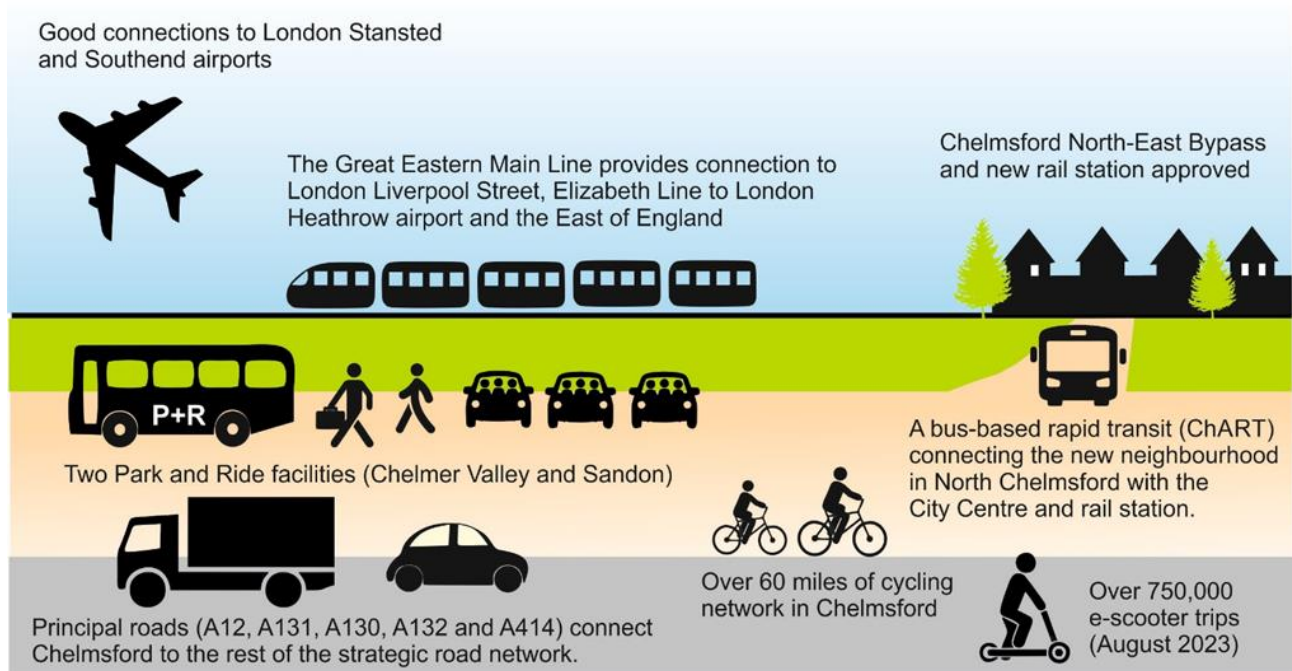 Good connections to London Stansted
and Southend airports
The Great Eastern Main Line provides connection to
London Liverpool Street, Elizabeth Line to London
Heathrow airport and the East of England
Chelmsford North-East Bypass
and new rail station approved
P+R
Two Park and Ride facilities (Chelmer Valley and Sandon)
A bus-based rapid transit (ChART)
connecting the new neighbourhood
in North Chelmsford with the
City Centre and rail station.
Principal roads (A12, A131, A130, A132 and A414) connect
Chelmsford to the rest of the strategic road network.
Over 60 miles of cycling
network in Chelmsford
Over 750,000
e-scooter trips
(August 2023)